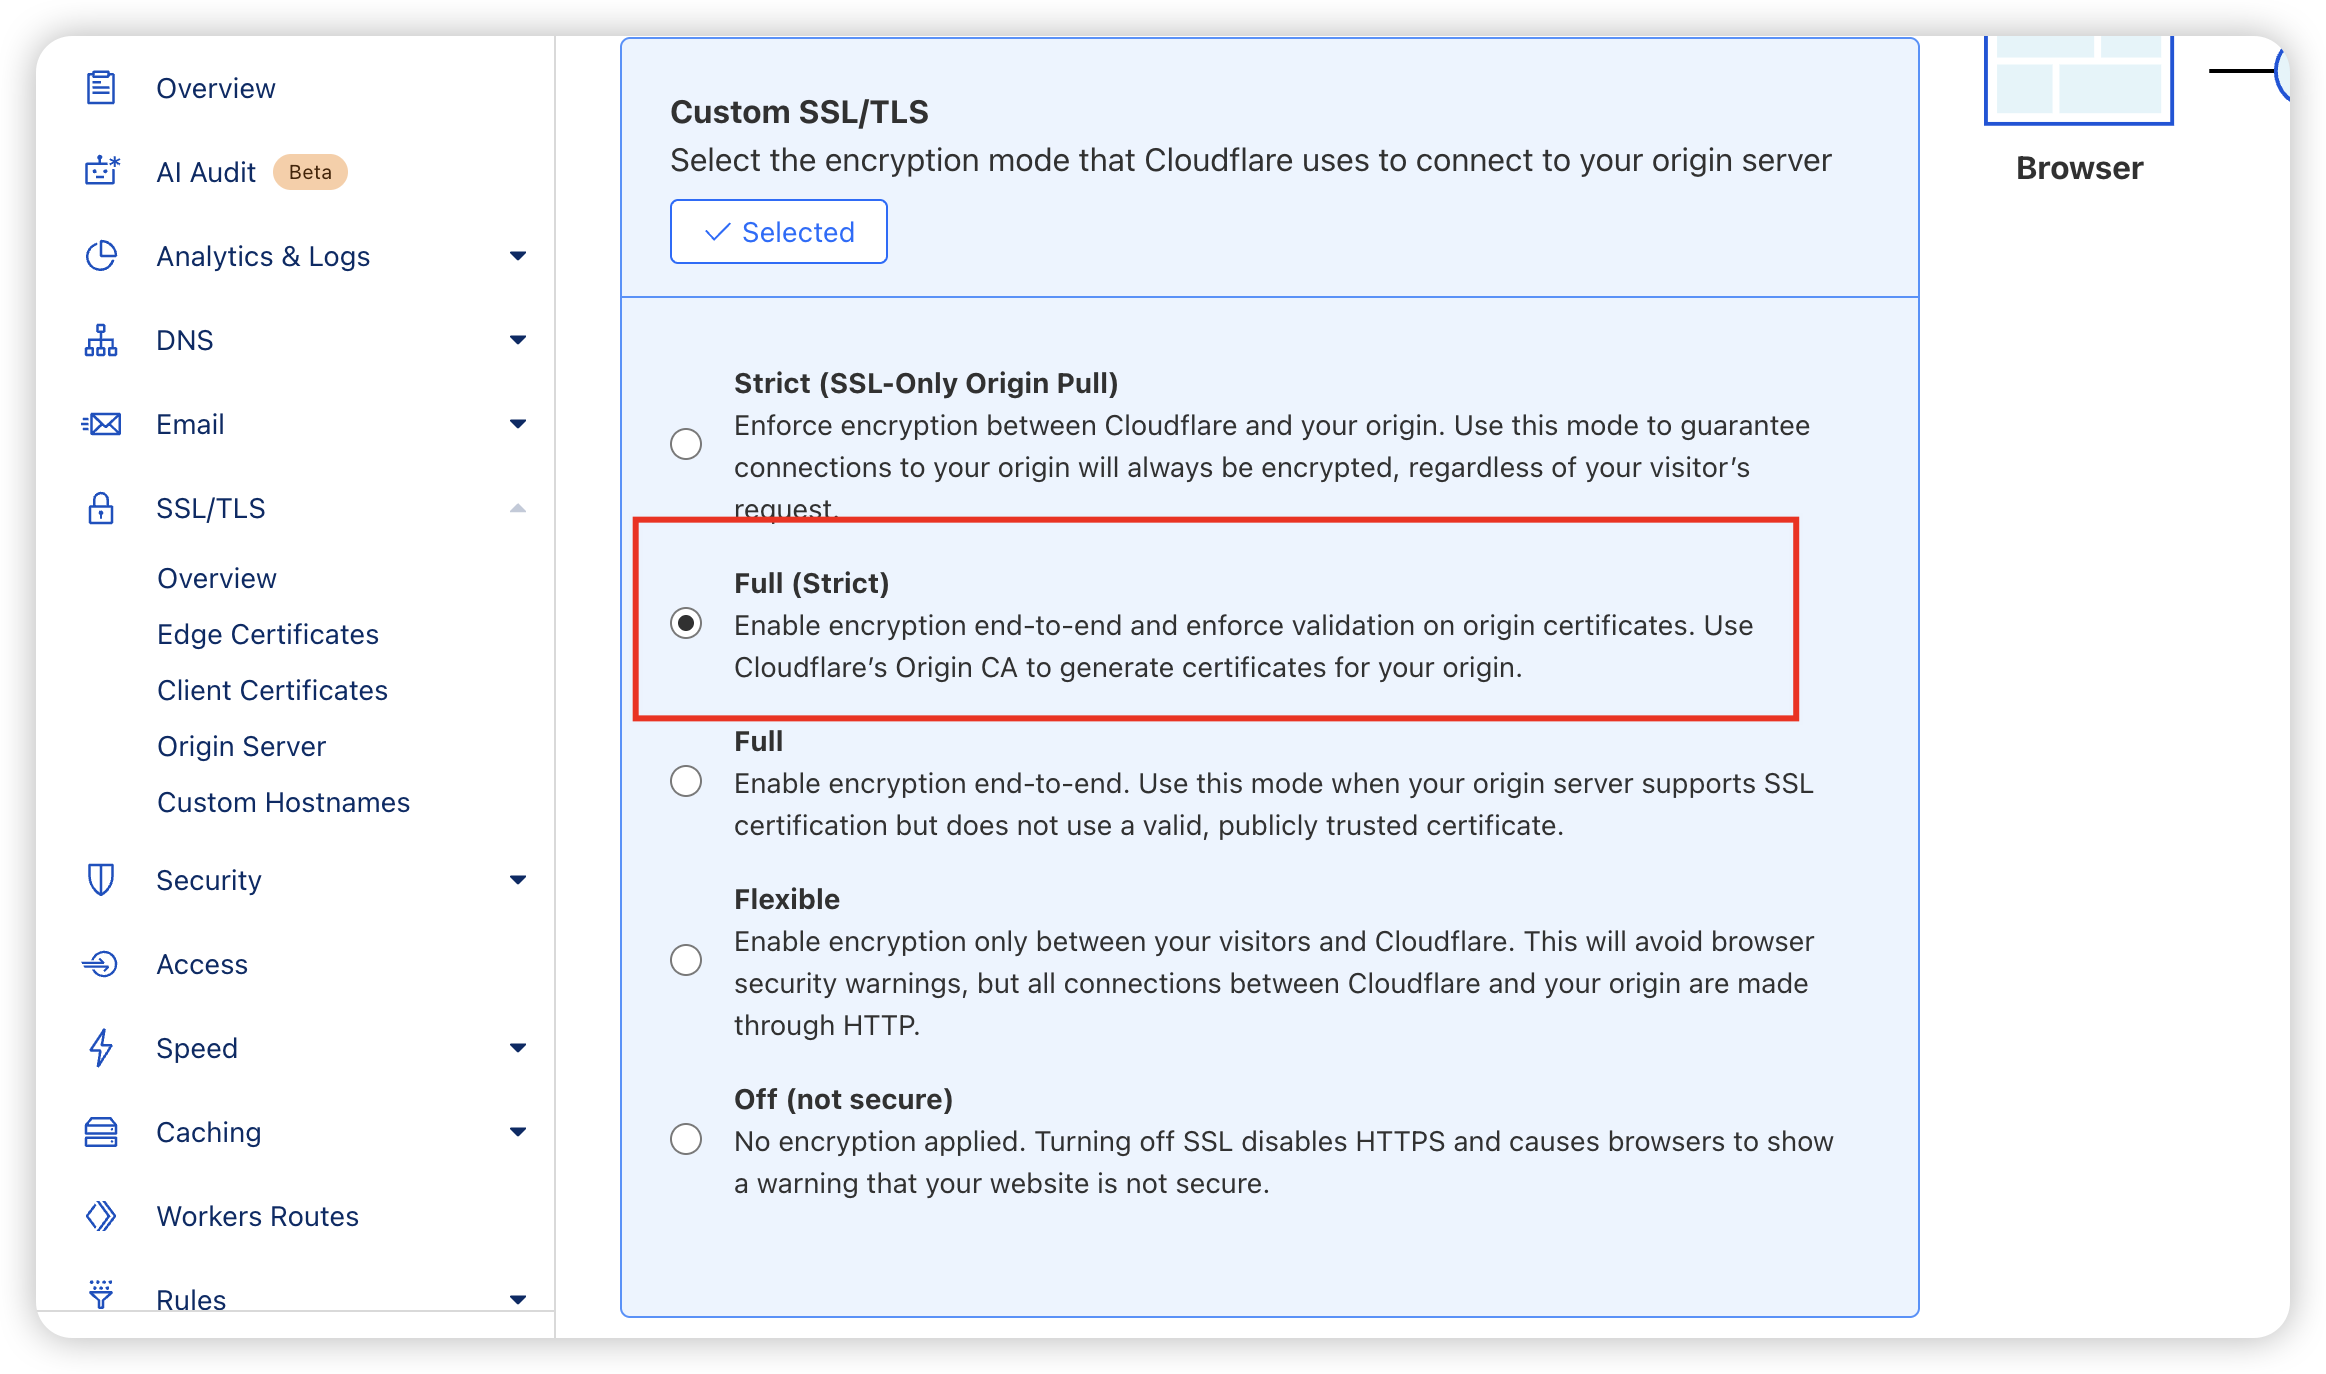 Overview
AI Audit Beta
Analytics & Logs
DNS
Email
SSL/TLS
Overview
Edge Certificates
Client Certificates
Origin Server
Custom Hostnames
Security
Access
Speed
Caching
Workers Routes
Rules
Custom SSL/TLS
Select the encryption mode that Cloudflare uses to connect to your origin server
Selected
Strict (SSL-Only Origin Pull)
Enforce encryption between Cloudflare and your origin. Use this mode to guarantee
connections to your origin will always be encrypted, regardless of your visitor’s
request.
Full (Strict)
Enable encryption end-to-end and enforce validation on origin certificates. Use
Cloudflare’s Origin CA to generate certificates for your origin.
Full
Enable encryption end-to-end. Use this mode when your origin server supports SSL
certification but does not use a valid, publicly trusted certificate.
Flexible
Enable encryption only between your visitors and Cloudflare. This will avoid browser
security warnings, but all connections between Cloudflare and your origin are made
through HTTP.
Off (not secure)
No encryption applied. Turning off SSL disables HTTPS and causes browsers to show
a warning that your website is not secure.
Browser